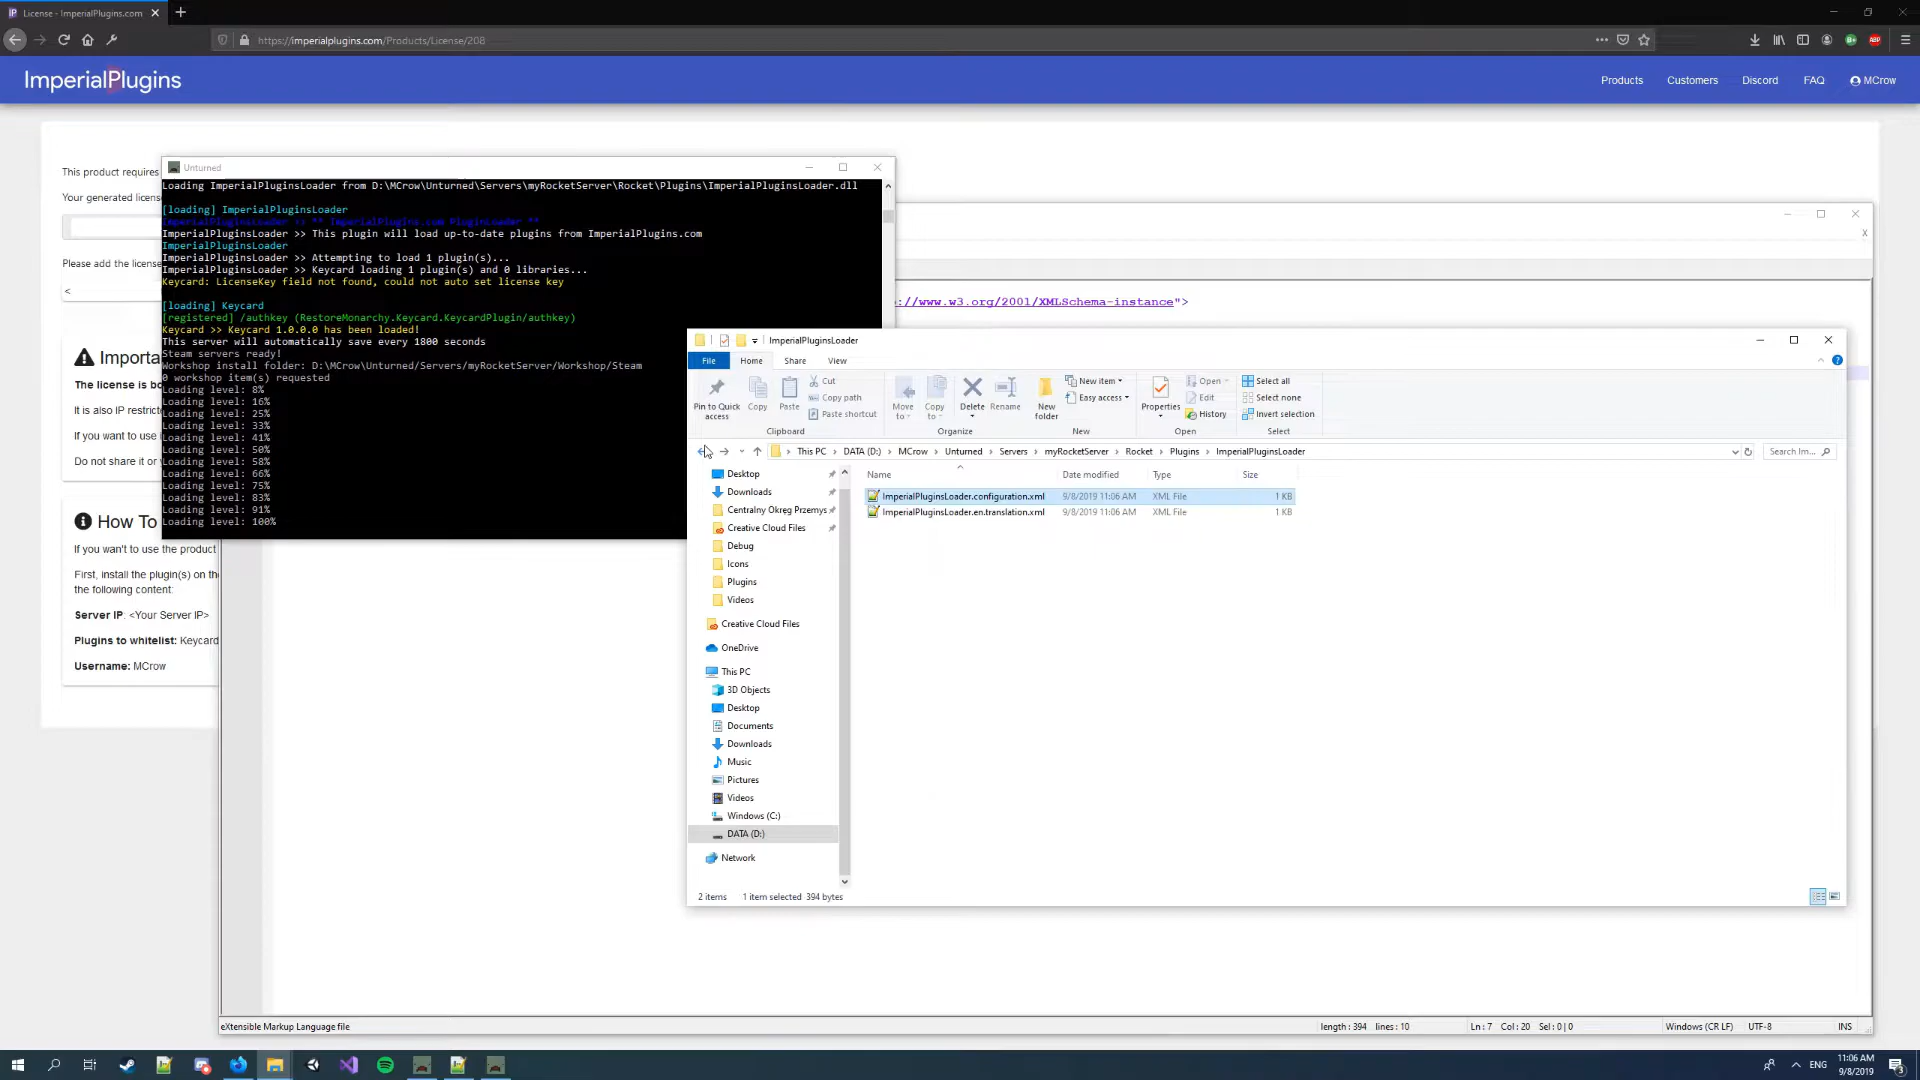 License - ImperialPlugins.com
https://imperialplugins.com/Products/License/208
ImperialPlugins
Products
Customers
Discord
FAQ
MCrow
This product requires
Your generated license
Please add the license
<
Importa
The license is bo
It is also IP restricte
If you want to use
Do not share it or
How To
If you wan't to use the product
First, install the plugin(s) on the
the following content:
Server IP: <Your Server IP>
Plugins to whitelist: Keycard
Username: MCrow
Unturned
Loading ImperialPluginsLoader from D:\MCrow\Unturned\Servers\myRocketServer\Rocket\Plugins\ImperialPluginsLoader.dll
[loading] ImperialPluginsLoader
ImperialPluginsLoader >> ** ImperialPlugins.com PluginLoader **
ImperialPluginsLoader >> This plugin will load up-to-date plugins from ImperialPlugins.com
ImperialPluginsLoader
ImperialPluginsLoader >> Attempting to load 1 plugin(s)...
ImperialPluginsLoader >> Keycard loading 1 plugin(s) and 0 libraries...
Keycard: LicenseKey field not found, could not auto set license key
[loading] Keycard
[registered] /authkey (RestoreMonarchy.Keycard.KeycardPlugin/authkey)
Keycard >> Keycard 1.0.0.0 has been loaded!
This server will automatically save every 1800 seconds
Steam servers ready!
Workshop install folder: D:\MCrow\Unturned/Servers/myRocketServer/Workshop/Steam
0 workshop item(s) requested
Loading level: 8%
Loading level: 16%
Loading level: 25%
Loading level: 33%
Loading level: 41%
Loading level: 50%
Loading level: 58%
Loading level: 66%
Loading level: 75%
Loading level: 83%
Loading level: 91%
Loading level: 100%
X
://www.w3.org/2001/XMLSchema-instance">
ImperialPluginsLoader
File
Home
Share
View
Pin to Quick access
Copy
Paste
Cut
Copy path
Paste shortcut
Move to
Copy to
Delete
Rename
New folder
New item
Easy access
Properties
Open
Edit
History
Select all
Select none
Invert selection
Clipboard
Organize
New
Open
Select
This PC
DATA (D:)
MCrow
Unturned
Servers
myRocketServer
Rocket
Plugins
ImperialPluginsLoader
Search Im...
Name
Date modified
Type
Size
ImperialPluginsLoader.configuration.xml 9/8/2019 11:06 AM XML File 1 KB
ImperialPluginsLoader.en.translation.xml 9/8/2019 11:06 AM XML File 1 KB
Desktop
Downloads
Centralny Okreg Przemys
Creative Cloud Files
Debug
Icons
Plugins
Videos
Creative Cloud Files
OneDrive
This PC
3D Objects
Desktop
Documents
Downloads
Music
Pictures
Videos
Windows (C:)
DATA (D:)
Network
2 items
1 item selected 394 bytes
eXtensible Markup Language file
length : 394 lines : 10
Ln : 7 Col : 20 Sel : 0 | 0
Windows (CR LF)
UTF-8
INS
ENG
11:06 AM
9/8/2019